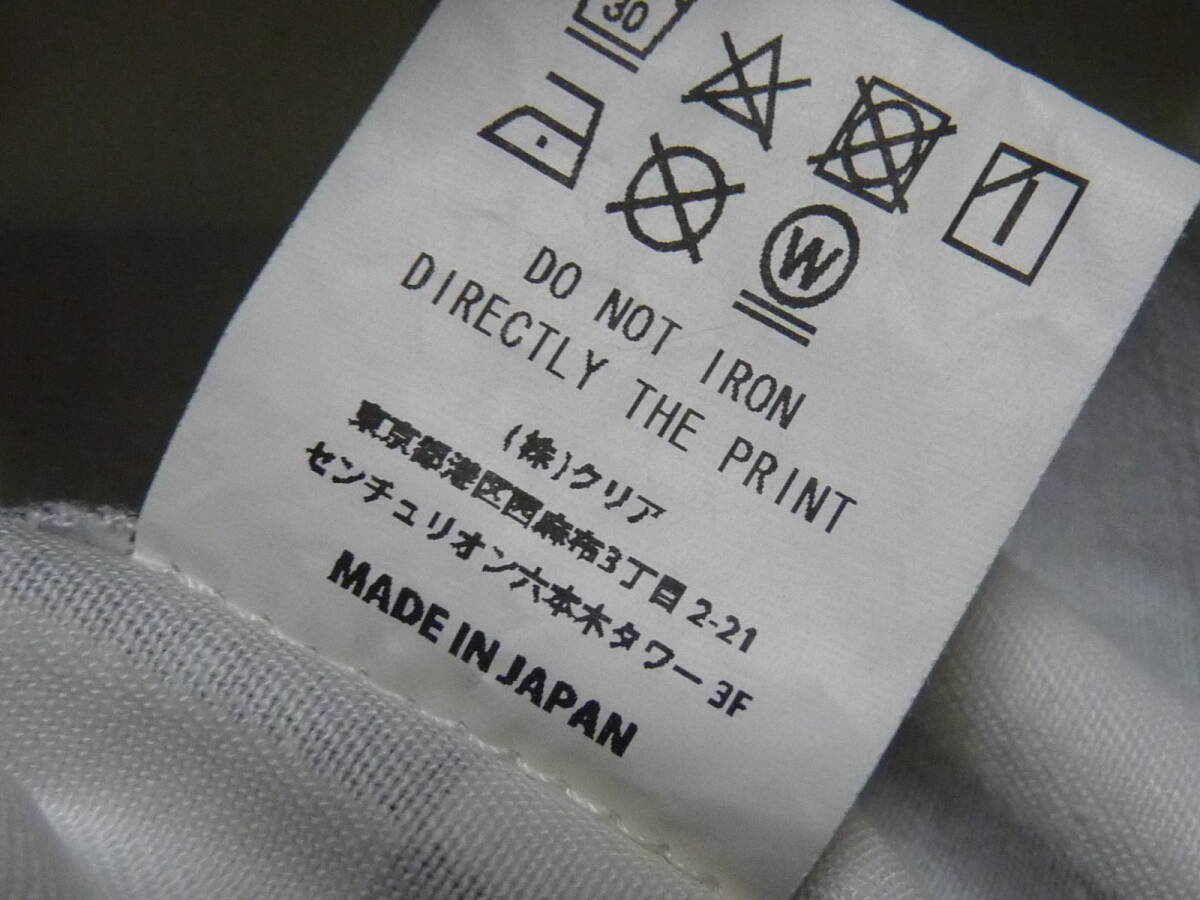 30
W
DO NOT IRON
DIRECTLY THE PRINT
(株)クリア
東京都港区西麻布3丁目2-21
センチュリオン六本木タワー3F
MADE IN JAPAN